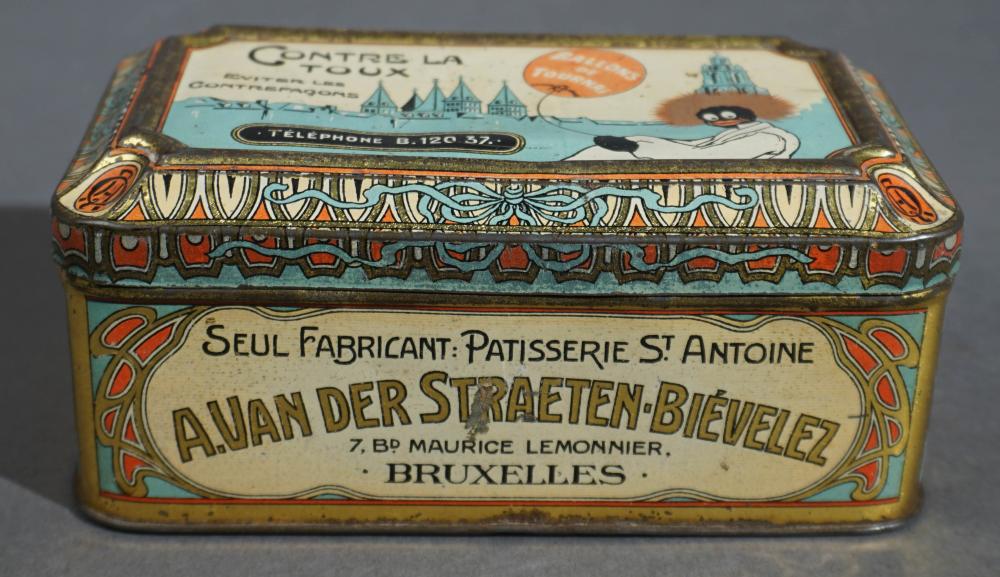 CONTRE LA
TOUX
EVITER LES
CONTREFAÇONS
BALLONS
DE
TOURNAI
· TÉLÉPHONE B.120.37. ·
SEUL FABRICANT: PATISSERIE ST ANTOINE
A. VAN DER STRAETEN-BIÉVELEZ
7, BD MAURICE LEMONNIER,
· BRUXELLES ·